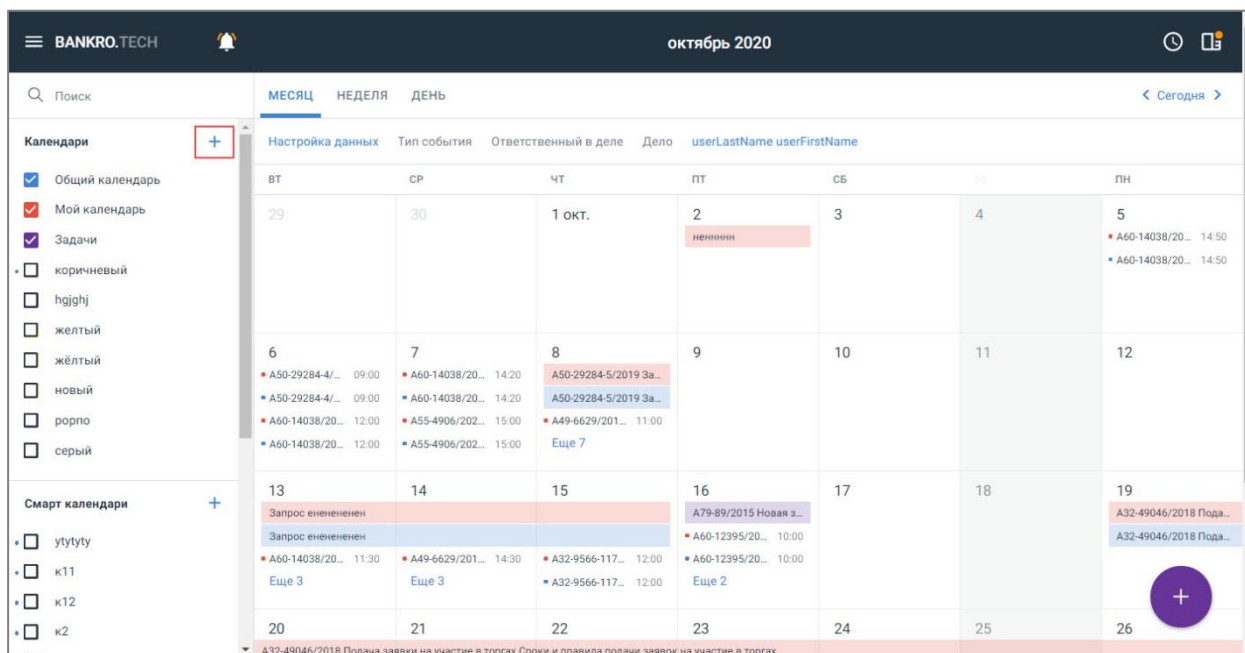 BANKRO.TECH октябрь 2020
Поиск МЕСЯЦ НЕДЕЛЯ ДЕНЬ Сегодня
Календари Настройка данных Тип события Ответственный в деле Дело userLastName userFirstName
Общий календарь ВТ СР ЧТ ПТ СБ ВС ПН
Мой календарь 29 30 1 окт. 2 3 4 5
Задачи неннннн А60-14038/20... 14:50
коричневый А60-14038/20... 14:50
hgjghj
желтый
жёлтый 6 7 8 9 10 11 12
новый А50-29284-4/... 09:00 А60-14038/20... 14:20 А50-29284-5/2019 За...
А50-29284-4/... 09:00 А60-14038/20... 14:20 А50-29284-5/2019 За...
рорпо А60-14038/20... 12:00 А55-4906/202... 15:00 А49-6629/201... 11:00
серый А60-14038/20... 12:00 А55-4906/202... 15:00 Еще 7
13 14 15 16 17 18 19
Смарт календари Запрос енененен А79-89/2015 Новая з... А32-49046/2018 Пода...
ytytyty Запрос енененен А60-12395/20... 10:00 А32-49046/2018 Пода...
А60-14038/20... 11:30 А49-6629/201... 14:30 А32-9566-117... 12:00 А60-12395/20... 10:00
к11 Еще 3 Еще 3 А32-9566-117... 12:00 Еще 2
к12
к2 20 21 22 23 24 25 26
А32-49046/2018 Подача заявки на участие в торгах Сроки и правила подачи заявок на участие в торгах